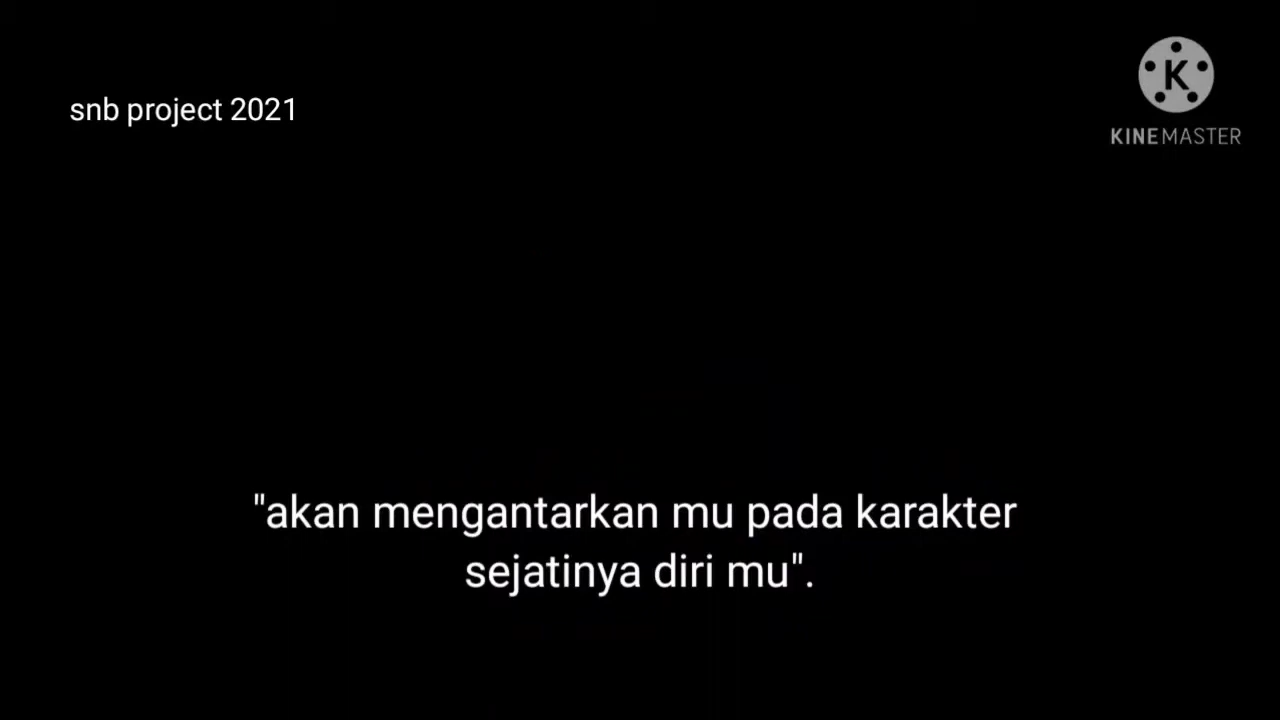 snb project 2021
K
KINEMASTER
"akan mengantarkan mu pada karakter
sejatinya diri mu".